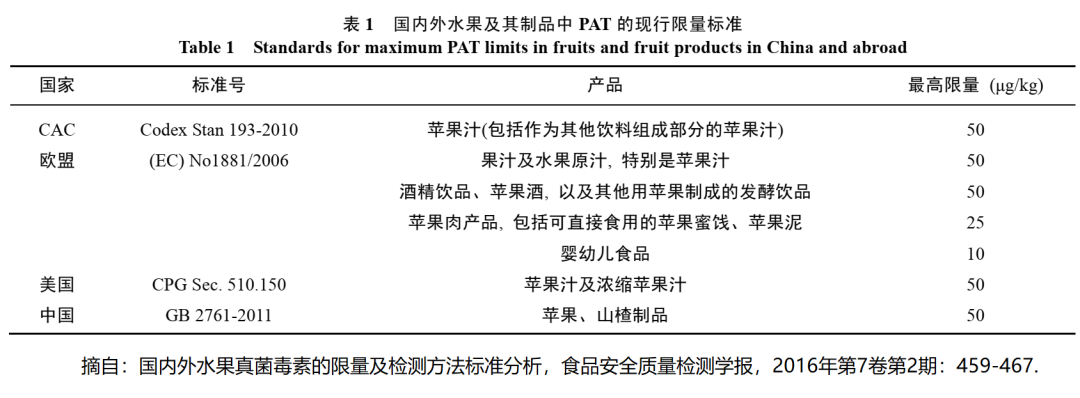 表 1 国内外水果及其制品中 PAT 的现行限量标准
Table 1 Standards for maximum PAT limits in fruits and fruit products in China and abroad
国家 标准号 产品 最高限量 (μg/kg)
CAC Codex Stan 193-2010 苹果汁(包括作为其他饮料组成部分的苹果汁) 50
欧盟 (EC) No1881/2006 果汁及水果原汁, 特别是苹果汁 50
酒精饮品、苹果酒, 以及其他用苹果制成的发酵饮品 50
苹果肉产品, 包括可直接食用的苹果蜜饯、苹果泥 25
婴幼儿食品 10
美国 CPG Sec. 510.150 苹果汁及浓缩苹果汁 50
中国 GB 2761-2011 苹果、山楂制品 50
摘自：国内外水果真菌毒素的限量及检测方法标准分析，食品安全质量检测学报，2016年第7卷第2期：459-467.